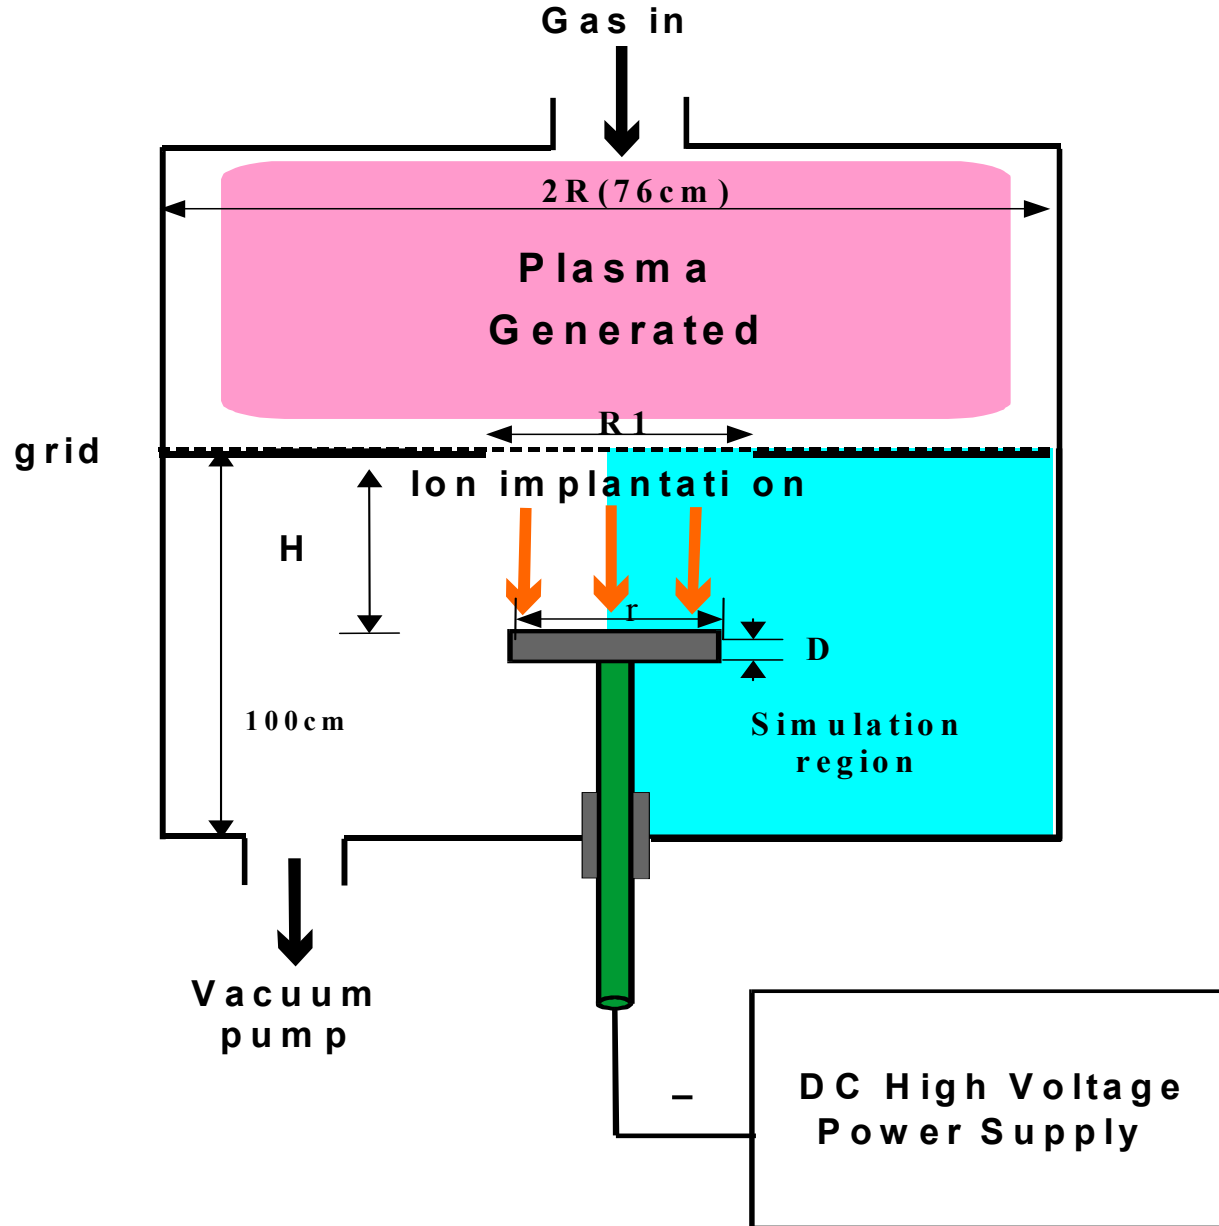 Gas in
2R(76cm)
Plasma
Generated
R1
grid
Ion implantation
H
r
D
100cm
Simulation
region
Vacuum
pump
–
DC High Voltage
Power Supply